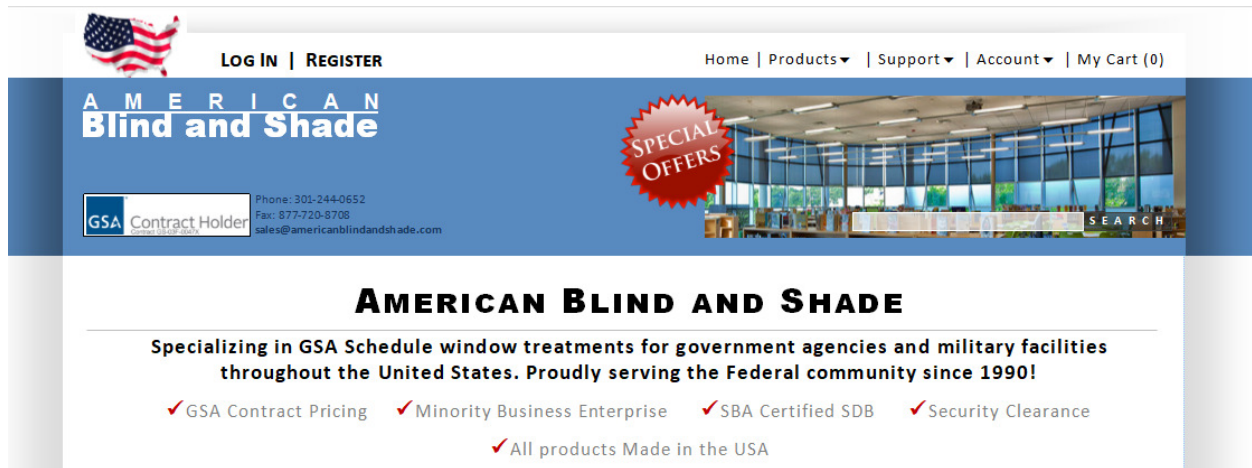 LOG IN | REGISTER
Home | Products | Support | Account | My Cart (0)
AMERICAN
Blind and Shade
SPECIAL
OFFERS
GSA Contract Holder
Phone: 301-244-0652
Fax: 877-720-8708
sales@americanblindandshade.com
SEARCH
AMERICAN BLIND AND SHADE
Specializing in GSA Schedule window treatments for government agencies and military facilities
throughout the United States. Proudly serving the Federal community since 1990!
✓GSA Contract Pricing ✓Minority Business Enterprise ✓SBA Certified SDB ✓Security Clearance
✓All products Made in the USA